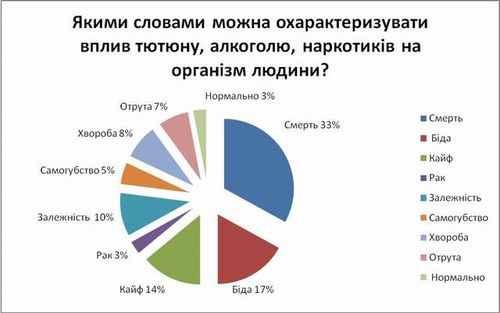 Якими словами можна охарактеризувати
вплив тютюну, алкоголю, наркотиків на
організм людини?
Нормально 3%
Отрута 7%
Смерть 33%
Хвороба 8%
Самогубство 5%
Залежність 10%
Рак 3%
Кайф 14%
Біда 17%
Смерть
Біда
Кайф
Рак
Залежність
Самогубство
Хвороба
Отрута
Нормально